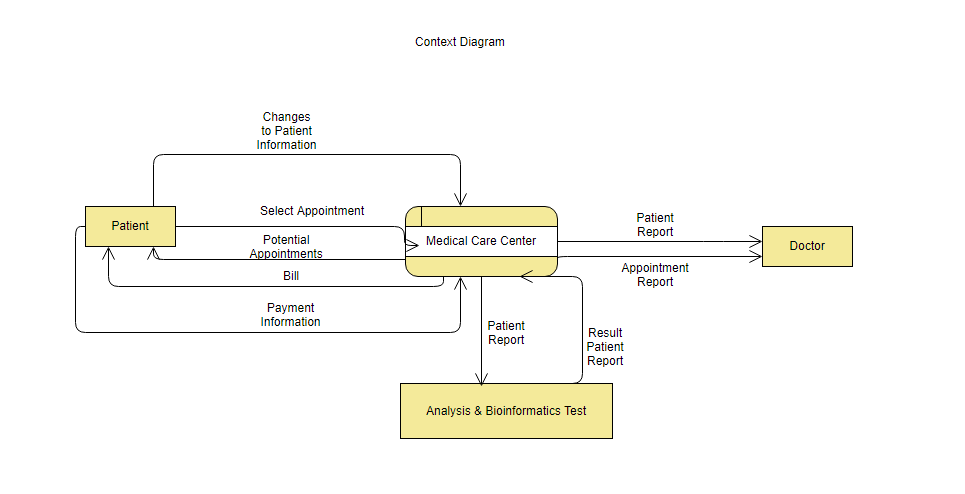 Context Diagram
Changes
to Patient
Information
Select Appointment
Patient
Potential
Appointments
Medical Care Center
Patient
Report
Doctor
Appointment
Report
Bill
Payment
Information
Patient
Report
Result
Patient
Report
Analysis & Bioinformatics Test